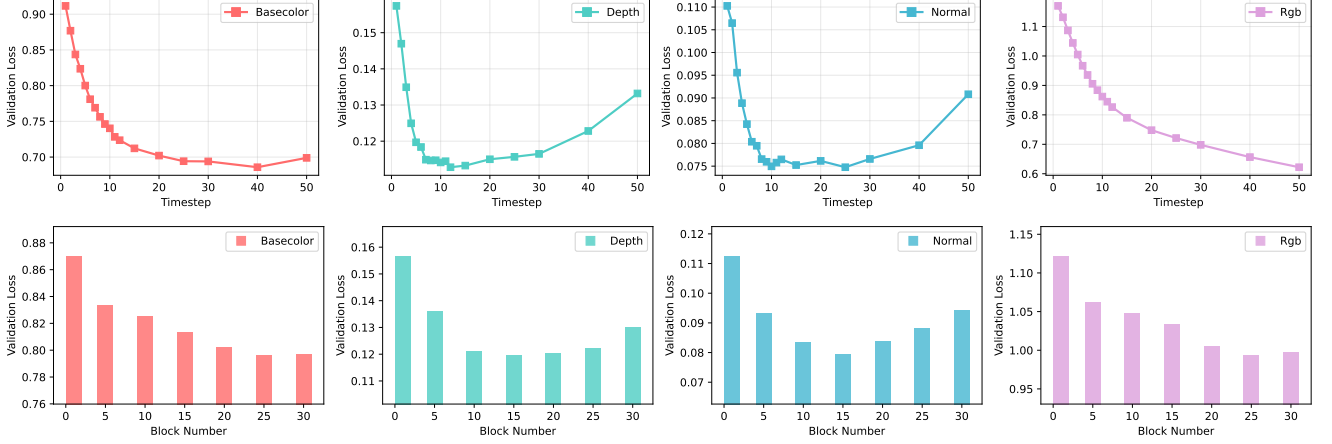 Basecolor
Depth
Normal
Rgb
0.90
0.85
0.80
0.75
0.70
Validation Loss
0 10 20 30 40 50
Timestep
0.15
0.14
0.13
0.12
Validation Loss
0 10 20 30 40 50
Timestep
0.110
0.105
0.100
0.095
0.090
0.085
0.080
0.075
Validation Loss
0 10 20 30 40 50
Timestep
1.1
1.0
0.9
0.8
0.7
0.6
Validation Loss
0 10 20 30 40 50
Timestep
Basecolor
0.88
0.86
0.84
0.82
0.80
0.78
0.76
Validation Loss
0 5 10 15 20 25 30
Block Number
Depth
0.16
0.15
0.14
0.13
0.12
0.11
Validation Loss
0 5 10 15 20 25 30
Block Number
Normal
0.12
0.11
0.10
0.09
0.08
0.07
Validation Loss
0 5 10 15 20 25 30
Block Number
Rgb
1.15
1.10
1.05
1.00
0.95
Validation Loss
0 5 10 15 20 25 30
Block Number